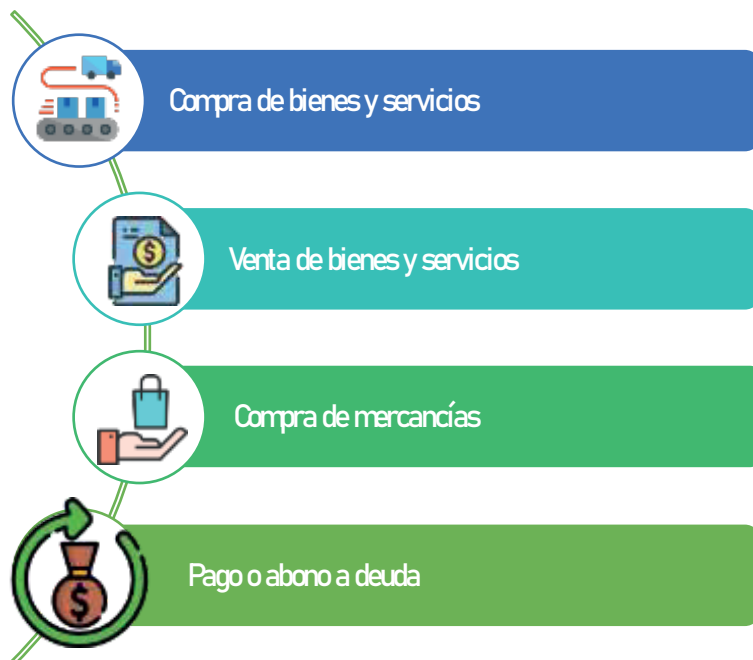 Compra de bienes y servicios
Venta de bienes y servicios
Compra de mercancías
Pago o abono a deuda